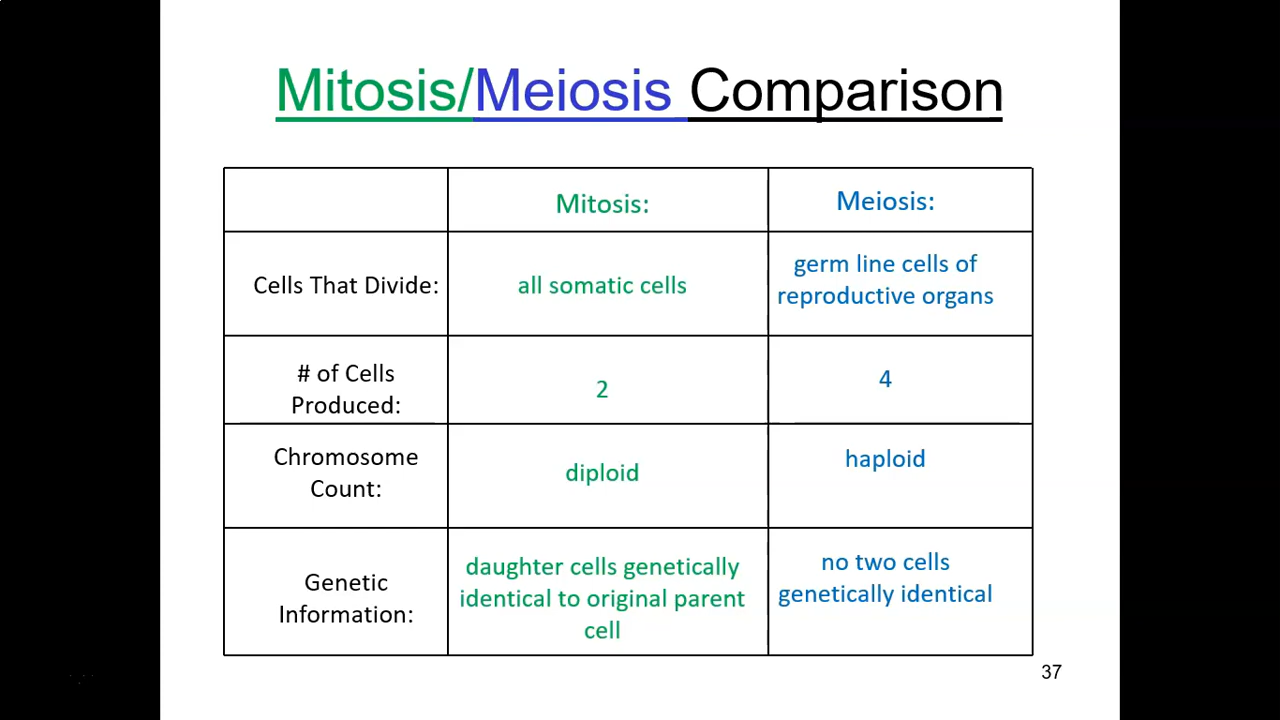 Mitosis/Meiosis Comparison
Mitosis:
Meiosis:
Cells That Divide:
all somatic cells
germ line cells of
reproductive organs
# of Cells
Produced:
2
4
Chromosome
Count:
diploid
haploid
Genetic
Information:
daughter cells genetically
identical to original parent
cell
no two cells
genetically identical
37